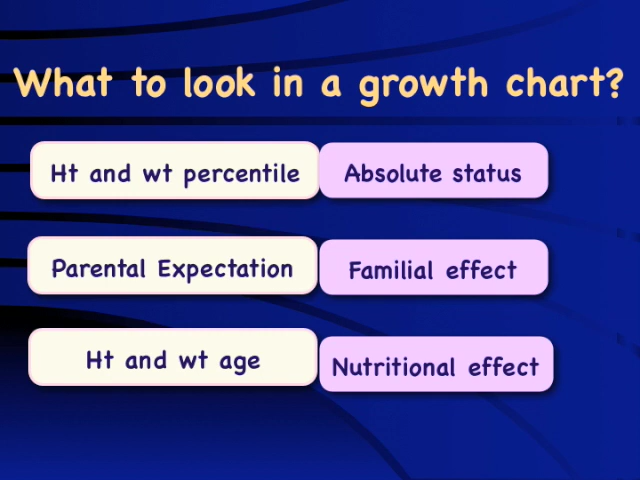 What to look in a growth chart?
Ht and wt percentile
Absolute status
Parental Expectation
Familial effect
Ht and wt age
Nutritional effect